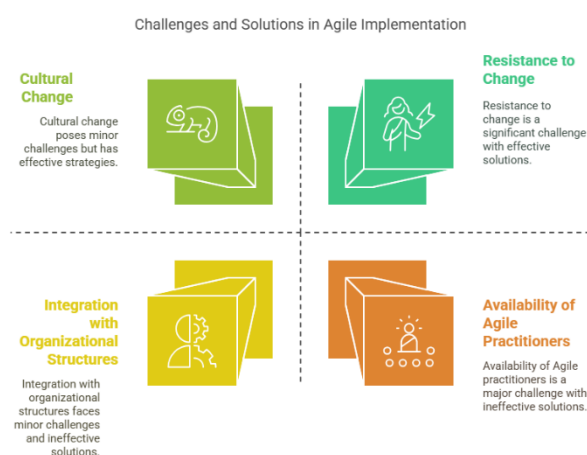 Challenges and Solutions in Agile Implementation
Cultural
Change
Cultural change
poses minor
challenges but has
effective strategies.
Resistance to
Change
Resistance to
change is a
significant challenge
with effective
solutions.
Integration
with
Organizational
Structures
Integration with
organizational
structures faces
minor challenges
and ineffective
solutions.
Availability of
Agile
Practitioners
Availability of Agile
practitioners is a
major challenge with
ineffective solutions.